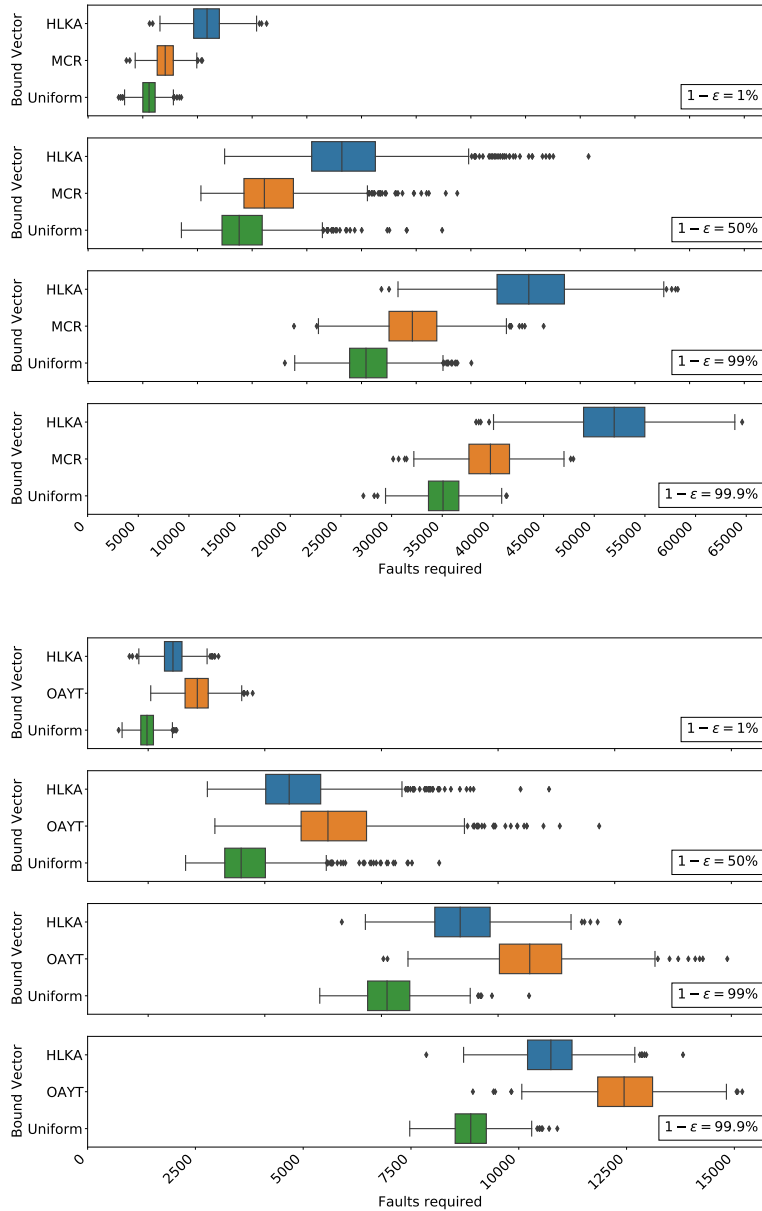 Bound Vector
HLKA
MCR
Uniform
1 − ε = 1%
Bound Vector
HLKA
MCR
Uniform
1 − ε = 50%
Bound Vector
HLKA
MCR
Uniform
1 − ε = 99%
Bound Vector
HLKA
MCR
Uniform
1 − ε = 99.9%
0 5000 10000 15000 20000 25000 30000 35000 40000 45000 50000 55000 60000 65000
Faults required
Bound Vector
HLKA
OAYT
Uniform
1 − ε = 1%
Bound Vector
HLKA
OAYT
Uniform
1 − ε = 50%
Bound Vector
HLKA
OAYT
Uniform
1 − ε = 99%
Bound Vector
HLKA
OAYT
Uniform
1 − ε = 99.9%
0 2500 5000 7500 10000 12500 15000
Faults required